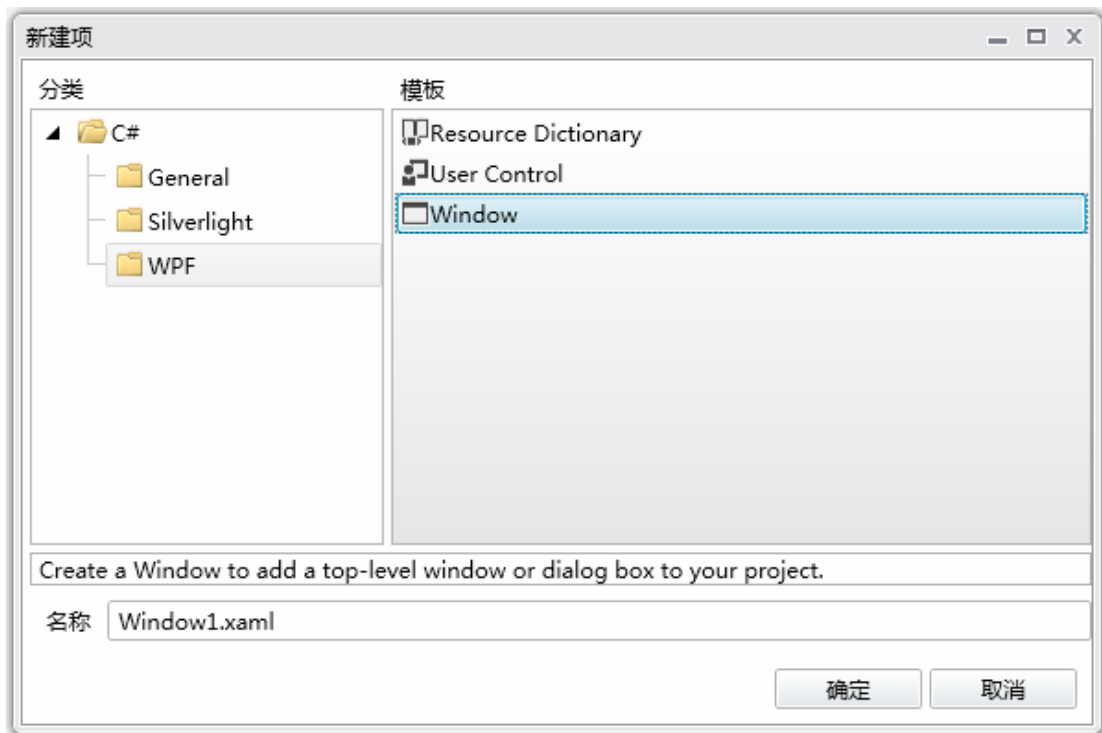 新建项
分类
模板
C#
General
Silverlight
WPF
Resource Dictionary
User Control
Window
Create a Window to add a top-level window or dialog box to your project.
名称 Window1.xaml
确定 取消